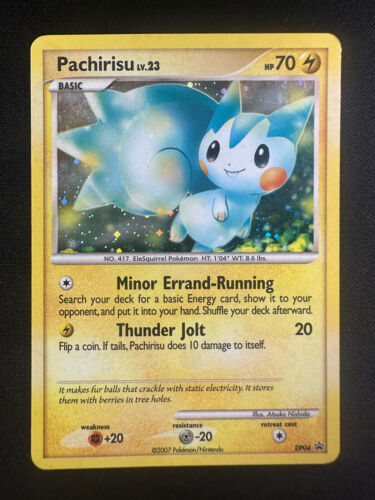 Pachirisu LV.23 HP 70
BASIC
NO. 417 EleSquirrel Pokémon HT: 1'04" WT: 8.6 lbs.
Minor Errand-Running
Search your deck for a basic Energy card, show it to your
opponent, and put it into your hand. Shuffle your deck afterward.
Thunder Jolt 20
Flip a coin. If tails, Pachirisu does 10 damage to itself.
It makes fur balls that crackle with static electricity. It stores
them with berries in tree holes.
Illus. Atsuko Nishida
weakness resistance retreat cost
+20 -20
©2007 Pokémon/Nintendo DP04